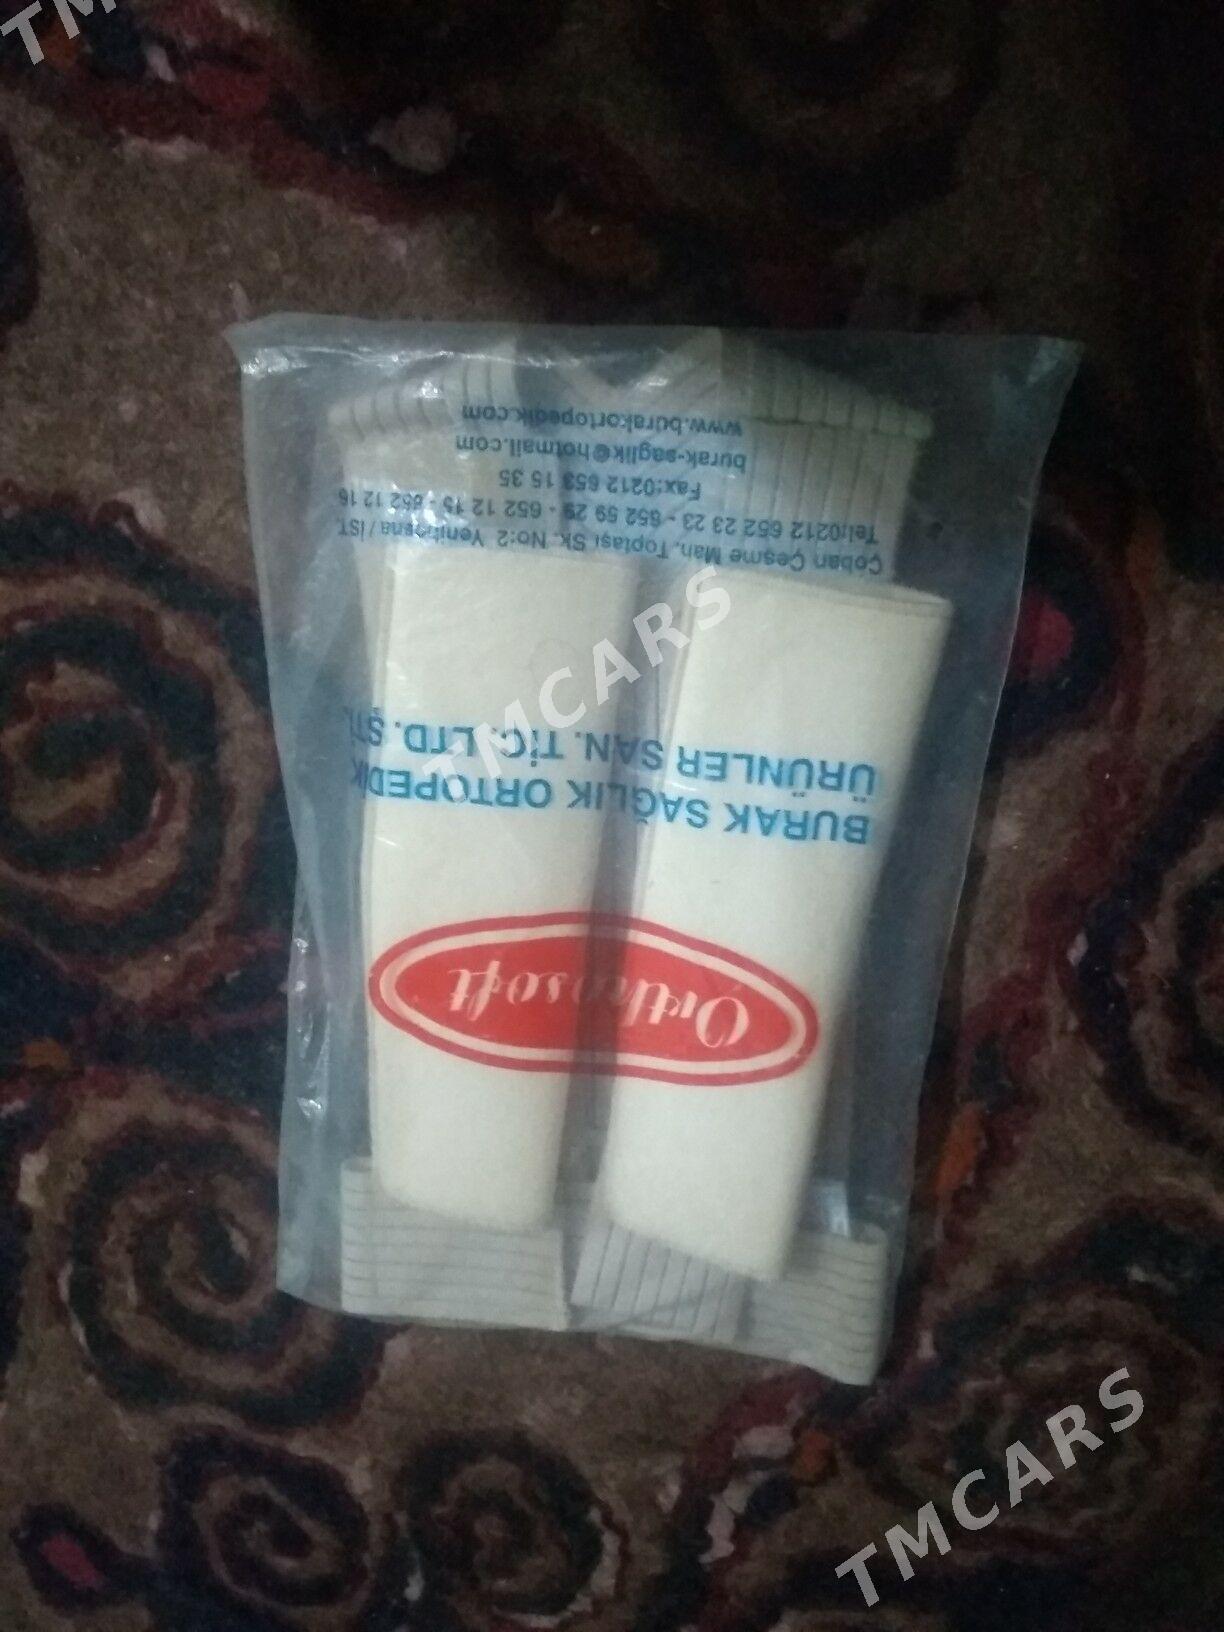 Orthosoft
BURAK SAĞLIK ORTOPEDİK
ÜRÜNLER SAN. TİC. LTD. ŞTİ.
Çoban Çeşme Mah. Toplaşı Sk. No:2 Yenibosna / İST.
Tel:0212 652 23 23 - 652 59 29 - 652 12 15 - 652 12 16
Fax:0212 653 15 35
burak-saglik@hotmail.com
www.burakortopedik.com
TMCARS
TMCARS
TM